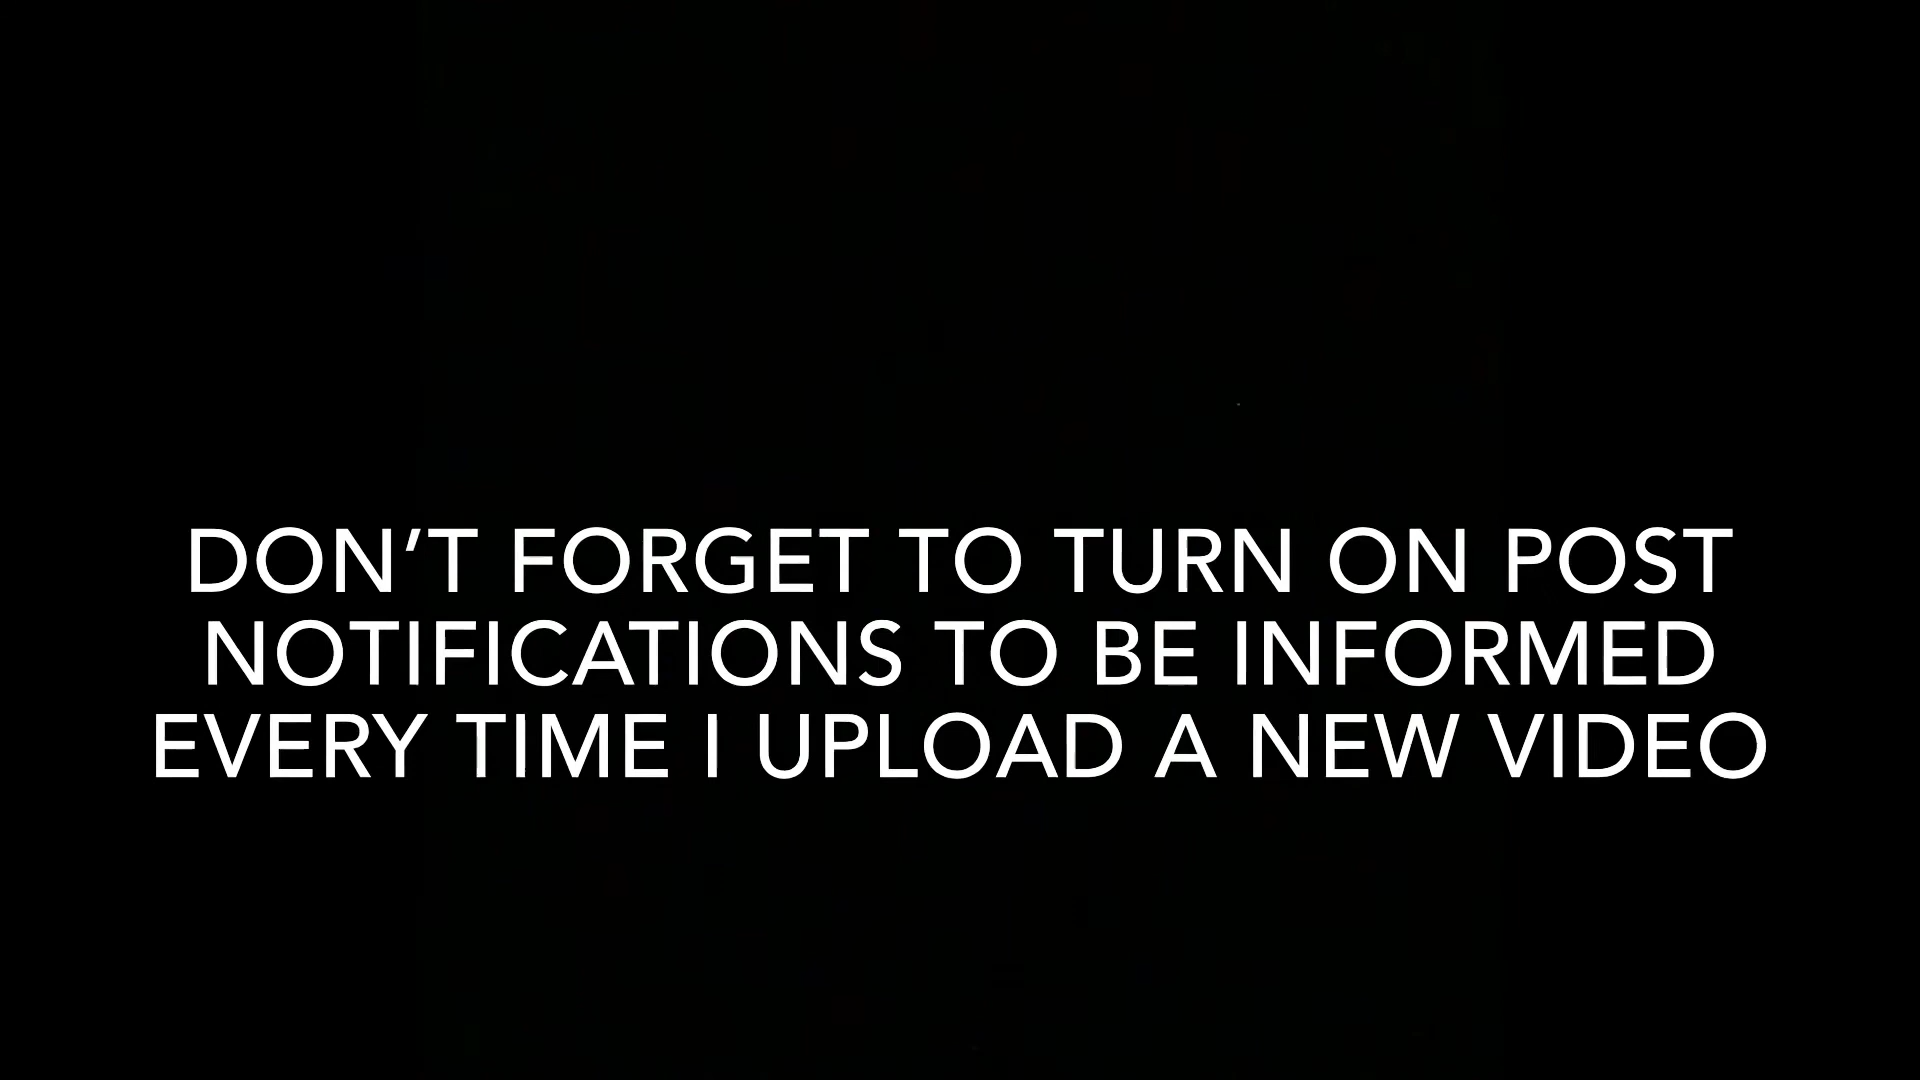 DON’T FORGET TO TURN ON POST
NOTIFICATIONS TO BE INFORMED
EVERY TIME I UPLOAD A NEW VIDEO